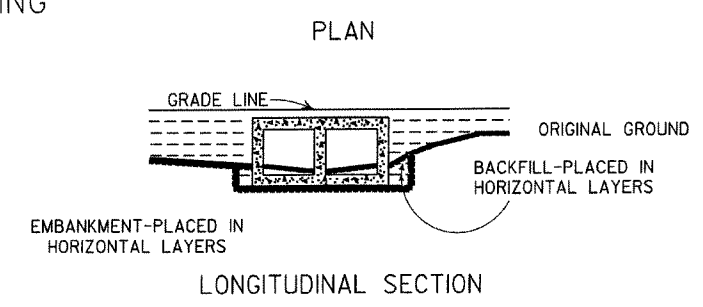 PLAN
GRADE LINE
ORIGINAL GROUND
BACKFILL-PLACED IN
HORIZONTAL LAYERS
EMBANKMENT-PLACED IN
HORIZONTAL LAYERS
LONGITUDINAL SECTION